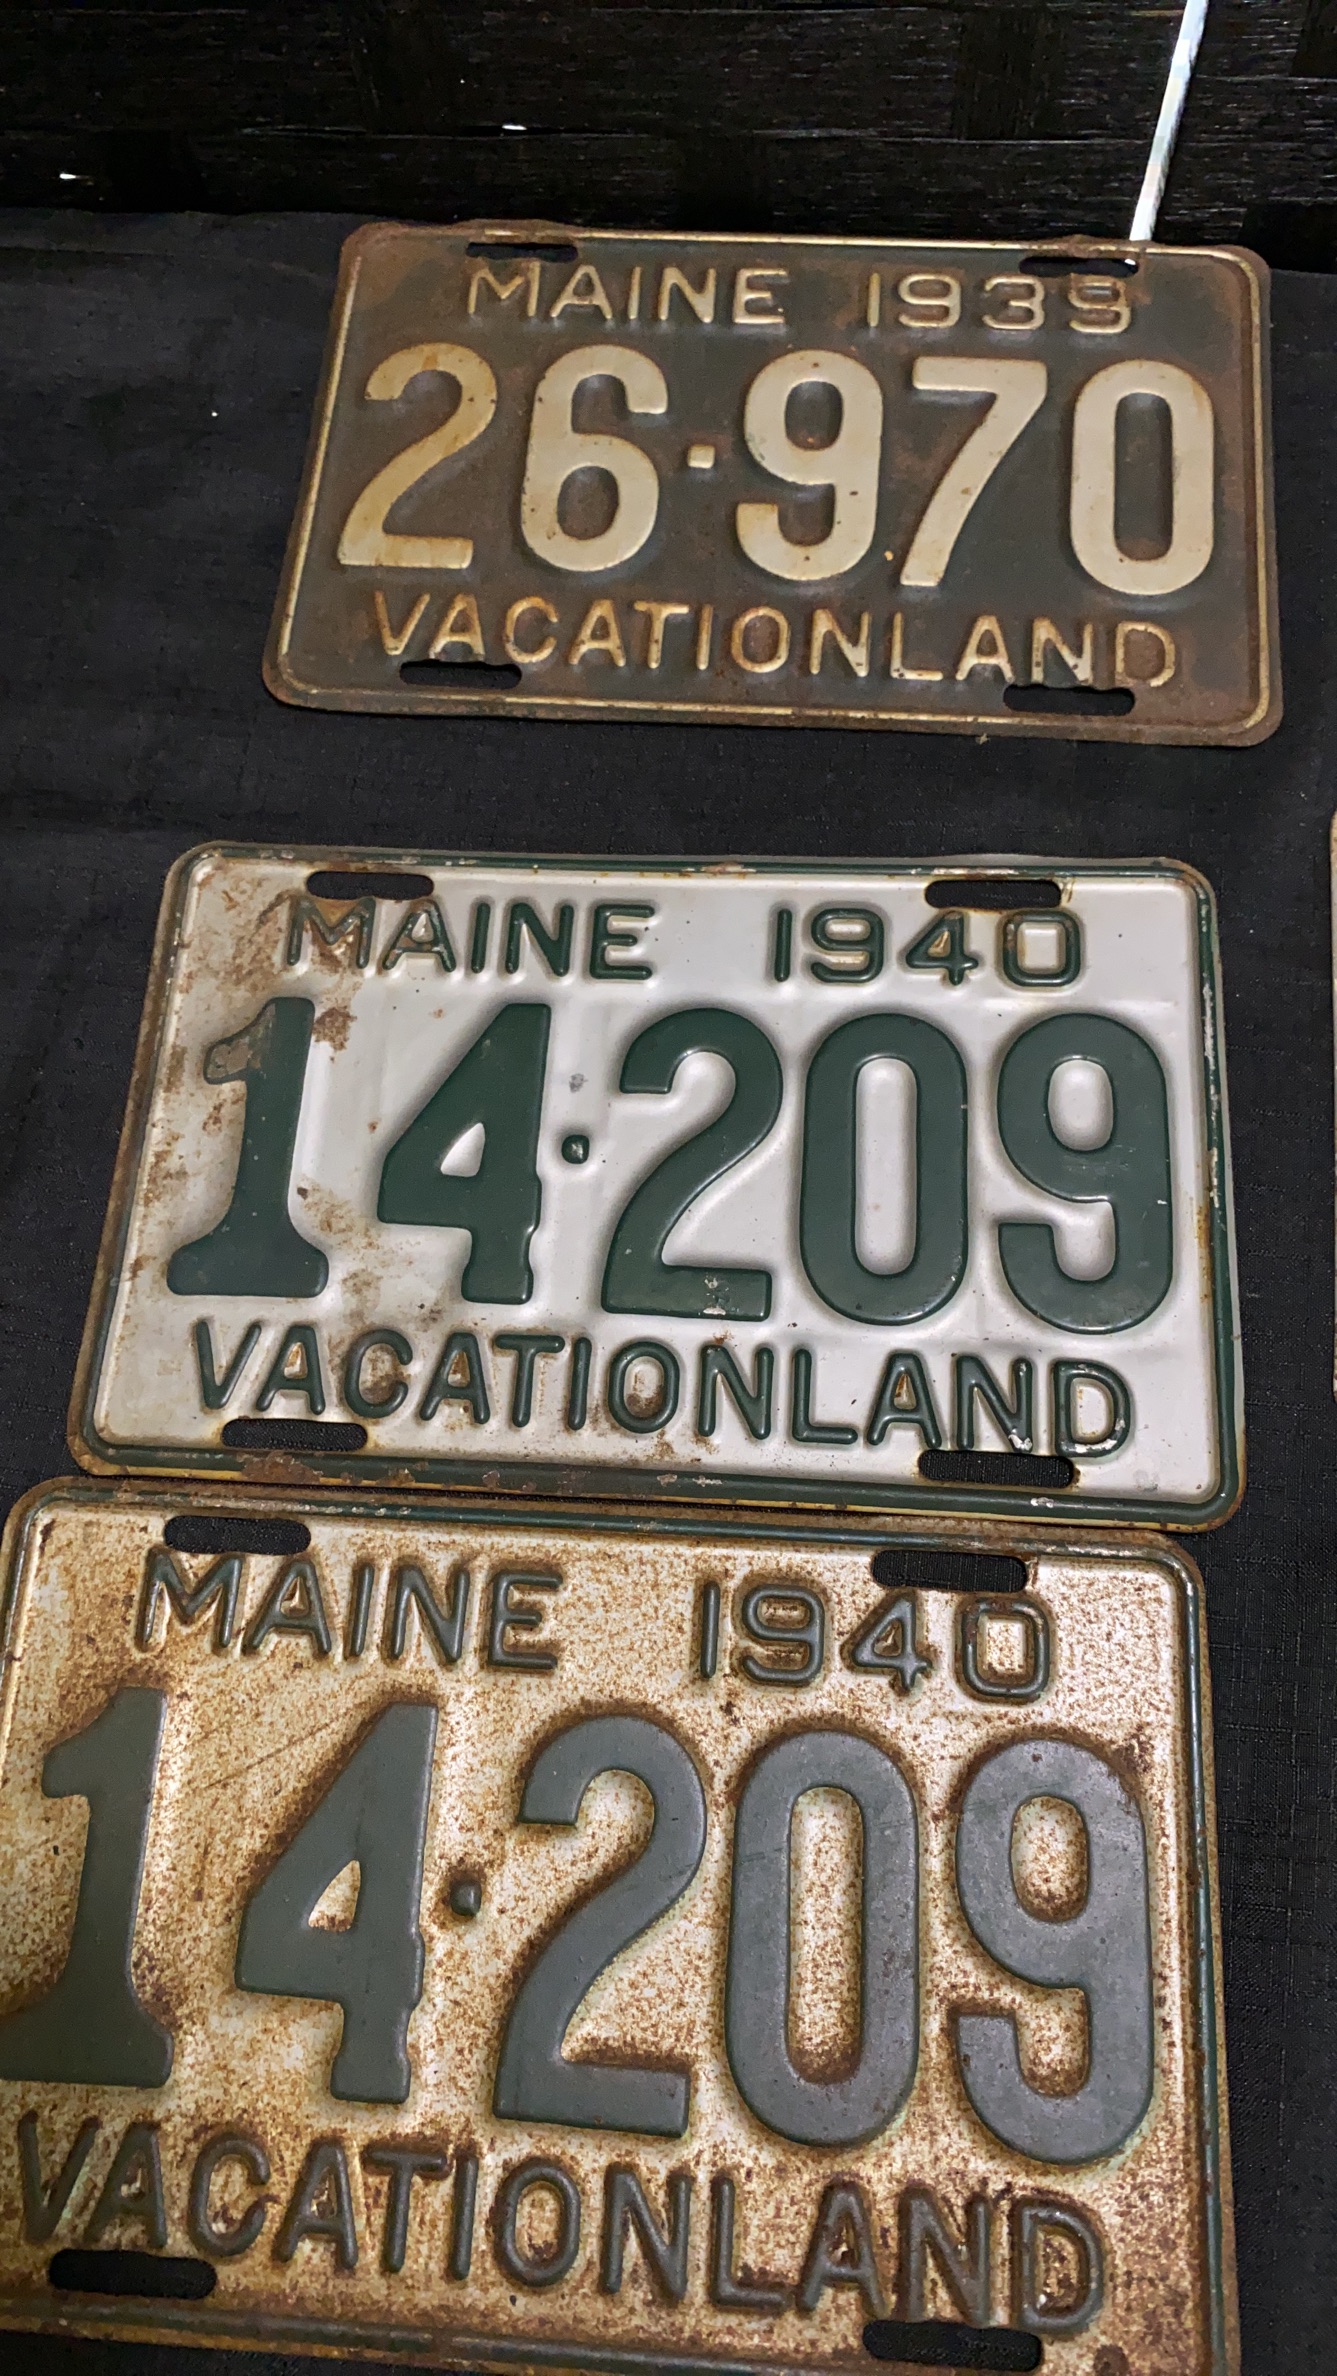 MAINE 1939
26·970
VACATIONLAND
MAINE 1940
14·209
VACATIONLAND
MAINE 1940
14·209
VACATIONLAND